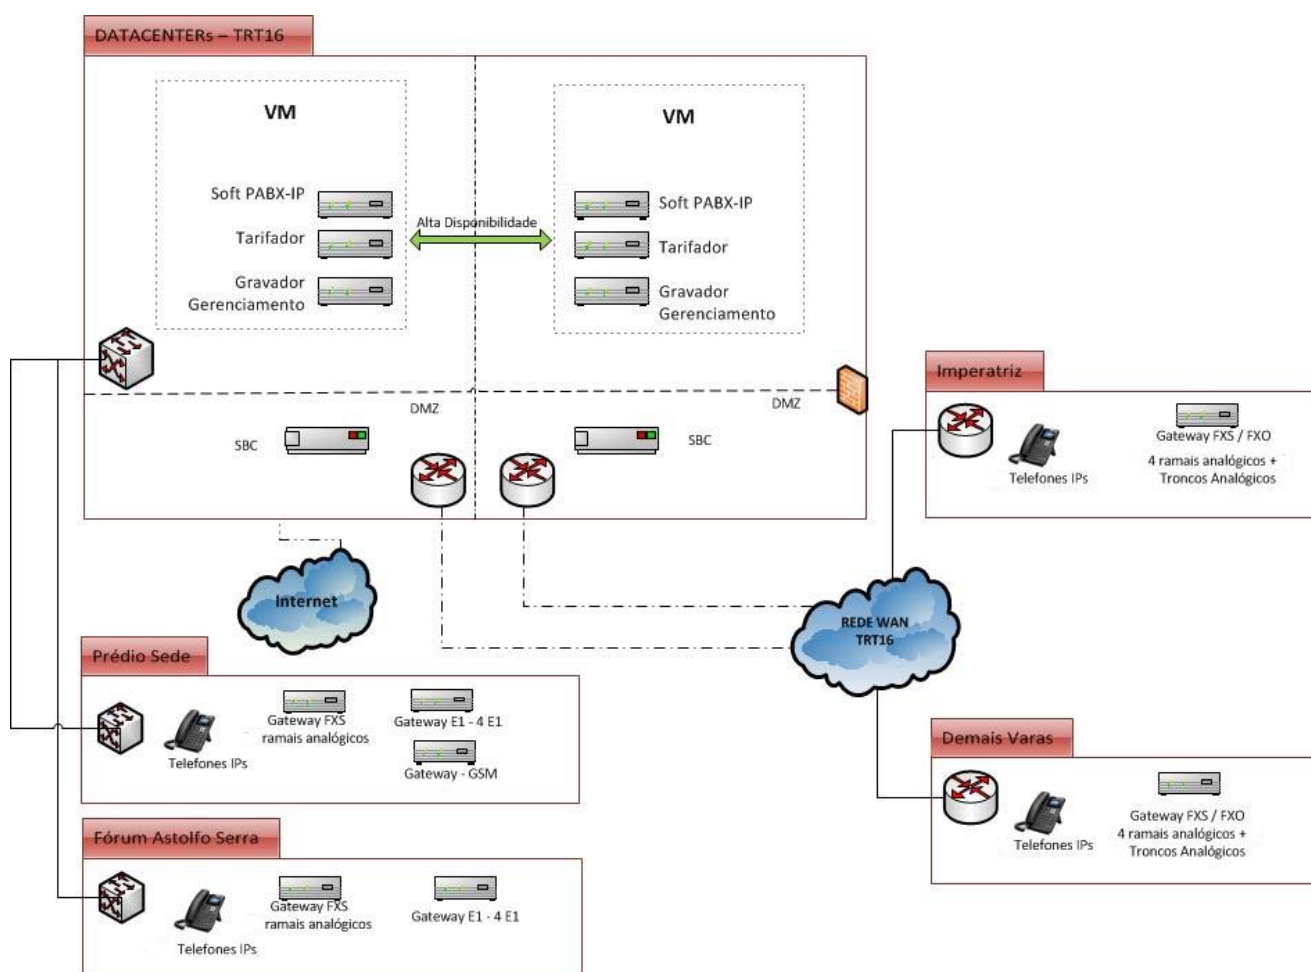 DATACENTERs – TRT16
VM
Soft PABX-IP
Tarifador
Gravador
Gerenciamento
Alta Disponibilidade
VM
Soft PABX-IP
Tarifador
Gravador
Gerenciamento
DMZ
DMZ
SBC
SBC
Internet
REDE WAN
TRT16
Imperatriz
Telefones IPs
Gateway FXS / FXO
4 ramais analógicos +
Troncos Analógicos
Prédio Sede
Telefones IPs
Gateway FXS
ramais analógicos
Gateway E1 - 4 E1
Gateway - GSM
Demais Varas
Telefones IPs
Gateway FXS / FXO
4 ramais analógicos +
Troncos Analógicos
Fórum Astolfo Serra
Telefones IPs
Gateway FXS
ramais analógicos
Gateway E1 - 4 E1